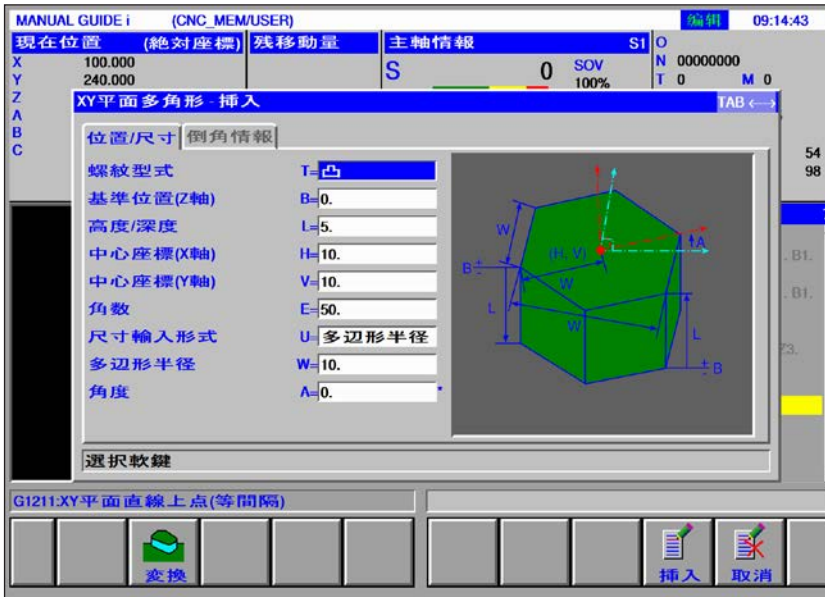 MANUAL GUIDE i (CNC_MEM/USER) 编辑 09:14:43
現在位置 (絶対座標) 残移動量 主軸情報 S1 O
X 100.000 S 0 SOV N 00000000
Y 240.000 100% T 0 M 0
Z
A
B
C
54
98
XY平面多角形-挿入 TAB ←→
位置/尺寸 倒角情報
螺紋型式 T=凸
基準位置(Z軸) B=0.
高度/深度 L=5.
中心座標(X軸) H=10.
中心座標(Y軸) V=10.
角数 E=50.
尺寸輸入形式 U=多辺形半径
多辺形半径 W=10.
角度 A=0. °
W
(H, V)
A
B±
W
W
L
L
±B
. B1.
. B1.
Z3.
選択軟鍵
G1211:XY平面直線上点(等間隔)
変換 挿入 取消